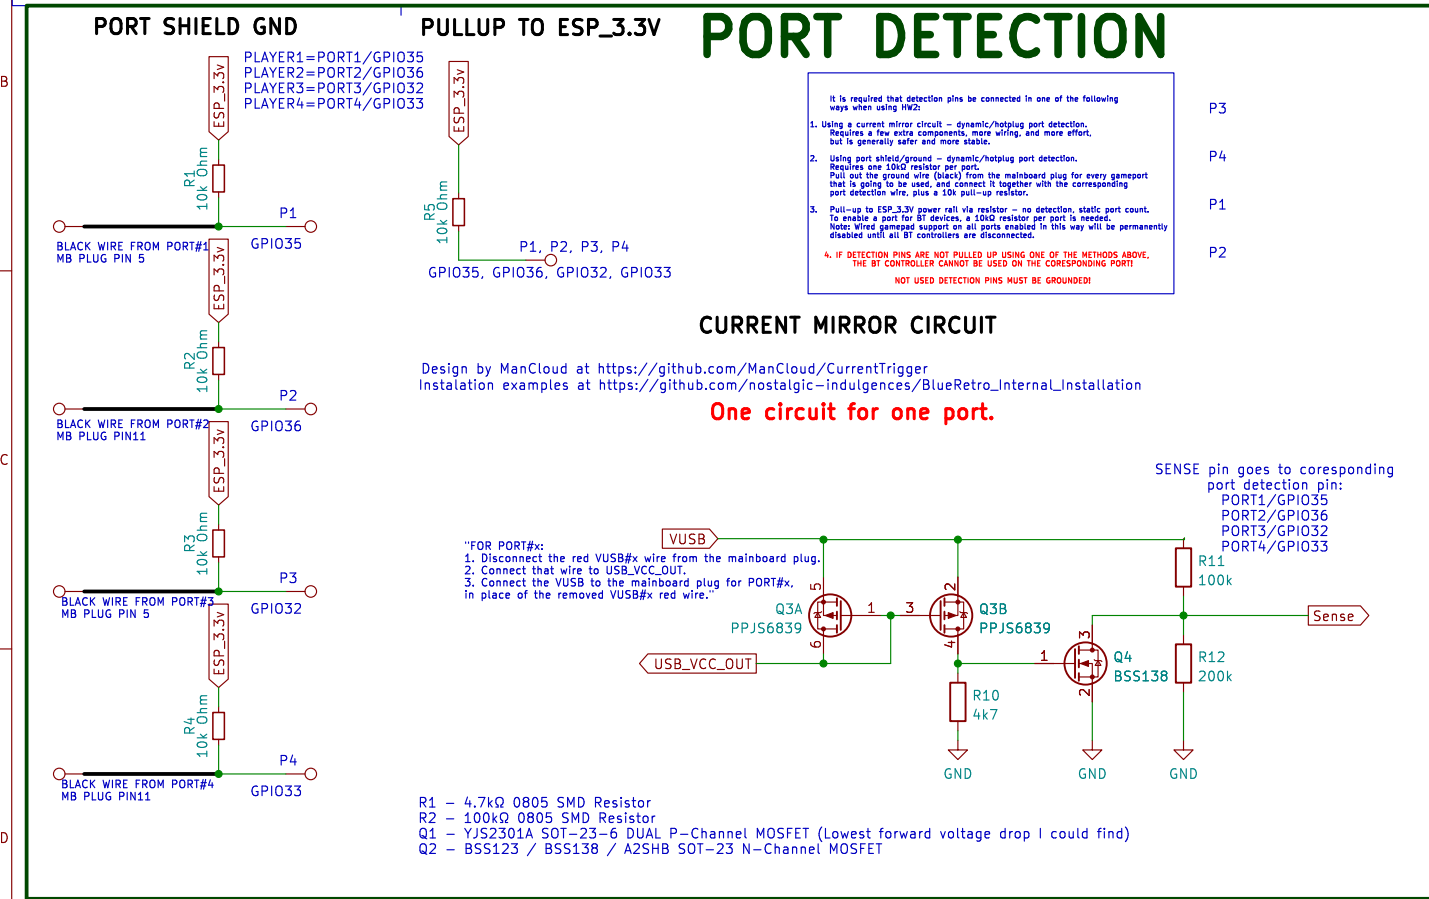 PORT SHIELD GND
PULLUP TO ESP_3.3V
PORT DETECTION
PLAYER1=PORT1/GPIO35
PLAYER2=PORT2/GPIO36
PLAYER3=PORT3/GPIO32
PLAYER4=PORT4/GPIO33
ESP_3.3v
R1
10k Ohm
P1
GPIO35
BLACK WIRE FROM PORT#1
MB PLUG PIN 5
ESP_3.3v
R2
10k Ohm
P2
GPIO36
BLACK WIRE FROM PORT#2
MB PLUG PIN11
ESP_3.3v
R3
10k Ohm
P3
GPIO32
BLACK WIRE FROM PORT#3
MB PLUG PIN 5
ESP_3.3v
R4
10k Ohm
P4
GPIO33
BLACK WIRE FROM PORT#4
MB PLUG PIN11
ESP_3.3v
R5
10k Ohm
P1, P2, P3, P4
GPIO35, GPIO36, GPIO32, GPIO33
It is required that detection pins be connected in one of the following
ways when using HW2:
1. Using a current mirror circuit – dynamic/hotplug port detection.
Requires a few extra components, more wiring, and more effort,
but is generally safer and more stable.
2. Using port shield/ground – dynamic/hotplug port detection.
Requires one 10kΩ resistor per port.
Pull out the ground wire (black) from the mainboard plug for every gameport
that is going to be used, and connect it together with the corresponding
port detection wire, plus a 10k pull-up resistor.
3. Pull-up to ESP_3.3V power rail via resistor – no detection, static port count.
To enable a port for BT devices, a 10kΩ resistor per port is needed.
Note: Wired gamepad support on all ports enabled in this way will be permanently
disabled until all BT controllers are disconnected.
4. IF DETECTION PINS ARE NOT PULLED UP USING ONE OF THE METHODS ABOVE,
THE BT CONTROLLER CANNOT BE USED ON THE CORESPONDING PORT!
NOT USED DETECTION PINS MUST BE GROUNDED!
P3
P4
P1
P2
CURRENT MIRROR CIRCUIT
Design by ManCloud at https://github.com/ManCloud/CurrentTrigger
Instalation examples at https://github.com/nostalgic-indulgences/BlueRetro_Internal_Installation
One circuit for one port.
SENSE pin goes to coresponding
port detection pin:
PORT1/GPIO35
PORT2/GPIO36
PORT3/GPIO32
PORT4/GPIO33
"FOR PORT#x:
1. Disconnect the red VUSB#x wire from the mainboard plug.
2. Connect that wire to USB_VCC_OUT.
3. Connect the VUSB to the mainboard plug for PORT#x,
in place of the removed VUSB#x red wire."
VUSB
USB_VCC_OUT
Q3A
PPJS6839
5
1
6
Q3B
PPJS6839
2
3
4
R10
4k7
GND
Q4
BSS138
3
1
2
GND
R11
100k
Sense
R12
200k
GND
R1 – 4.7kΩ 0805 SMD Resistor
R2 – 100kΩ 0805 SMD Resistor
Q1 – YJS2301A SOT-23-6 DUAL P-Channel MOSFET (Lowest forward voltage drop I could find)
Q2 – BSS123 / BSS138 / A2SHB SOT-23 N-Channel MOSFET
B
C
D